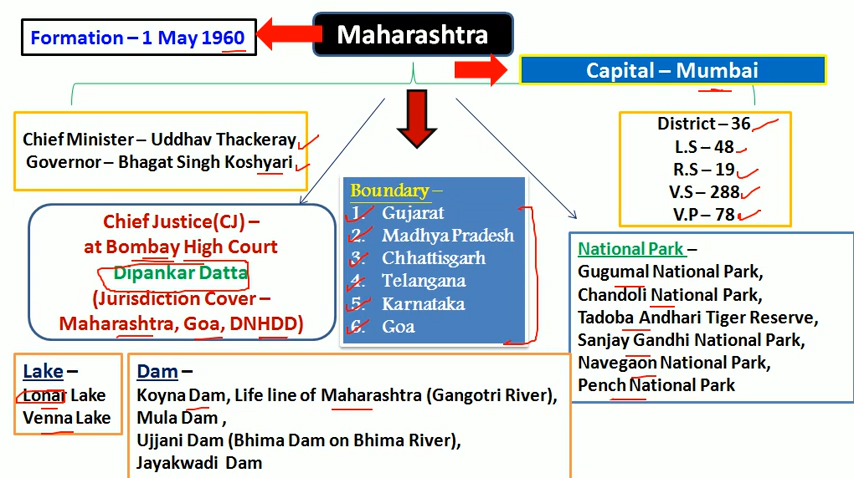 Formation – 1 May 1960
Maharashtra
Capital – Mumbai
Chief Minister – Uddhav Thackeray
Governor – Bhagat Singh Koshyari
District – 36
L.S – 48
R.S – 19
V.S – 288
V.P – 78
Chief Justice(CJ) –
at Bombay High Court
Dipankar Datta
(Jurisdiction Cover –
Maharashtra, Goa, DNHDD)
Boundary –
1. Gujarat
2. Madhya Pradesh
3. Chhattisgarh
4. Telangana
5. Karnataka
6. Goa
National Park –
Gugumal National Park,
Chandoli National Park,
Tadoba Andhari Tiger Reserve,
Sanjay Gandhi National Park,
Navegaon National Park,
Pench National Park
Lake –
Lonar Lake
Venna Lake
Dam –
Koyna Dam, Life line of Maharashtra (Gangotri River),
Mula Dam ,
Ujjani Dam (Bhima Dam on Bhima River),
Jayakwadi Dam